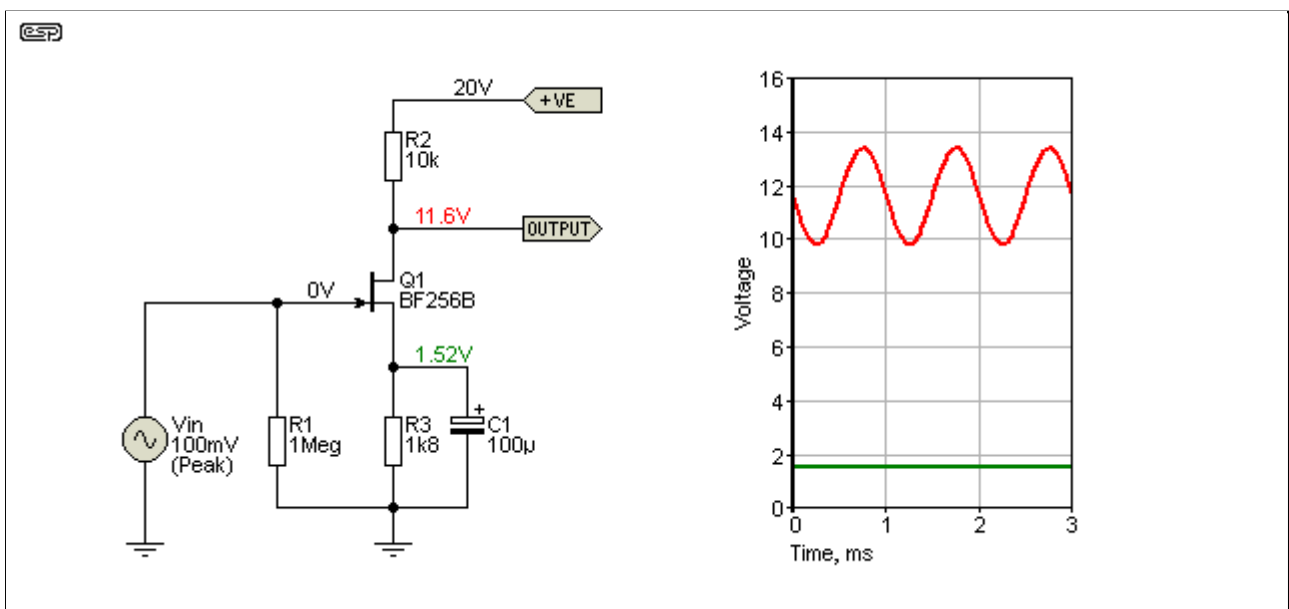 esp
20V
+VE
R2
10k
11.6V
OUTPUT
Q1
BF256B
0V
1.52V
Vin
100mV
(Peak)
R1
1Meg
R3
1k8
+
C1
100µ
16
14
12
10
8
6
4
2
0
Voltage
0 1 2 3
Time, ms